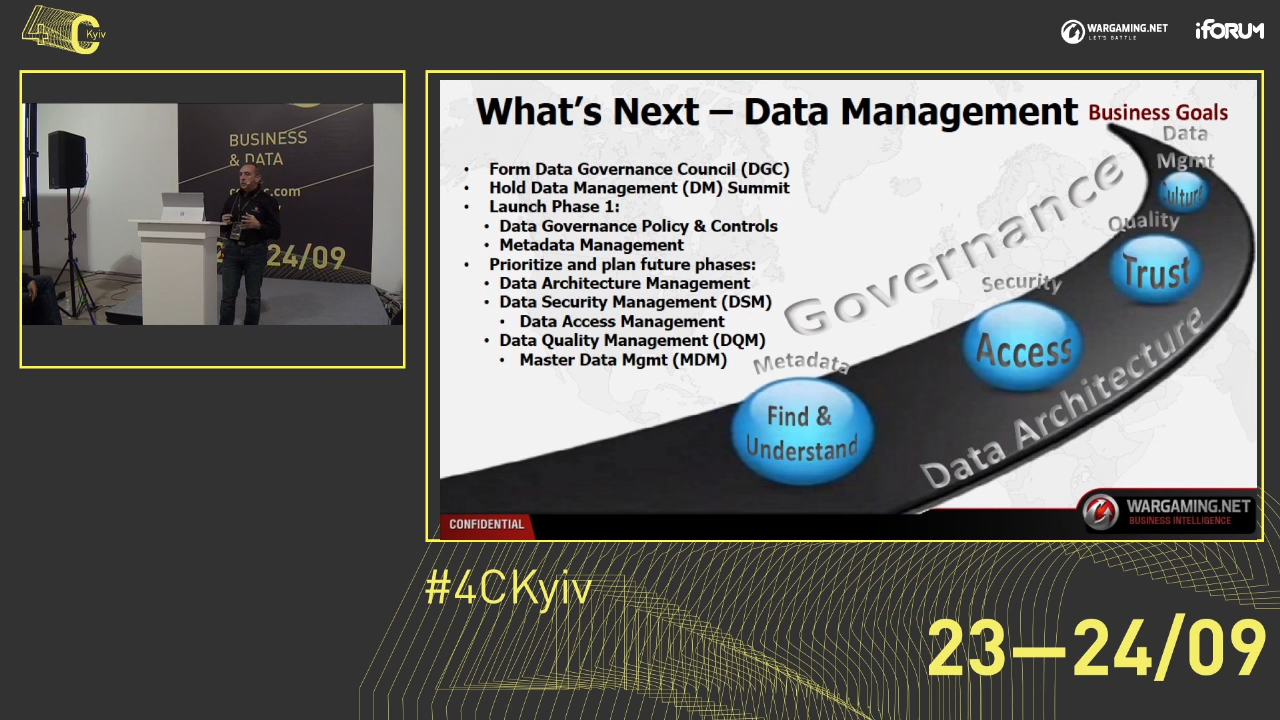 4C Kyiv
WARGAMING.NET
LET'S BATTLE
iFORUM
BUSINESS
& DATA
.com
24/09
What's Next – Data Management
Business Goals
• Form Data Governance Council (DGC)
• Hold Data Management (DM) Summit
• Launch Phase 1:
• Data Governance Policy & Controls
• Metadata Management
• Prioritize and plan future phases:
• Data Architecture Management
• Data Security Management (DSM)
• Data Access Management
• Data Quality Management (DQM)
• Master Data Mgmt (MDM)
Governance
Data
Mgmt
Culture
Quality
Trust
Security
Access
Metadata
Find &
Understand
Data Architecture
CONFIDENTIAL
WARGAMING.NET
BUSINESS INTELLIGENCE
#4CKyiv
23—24/09